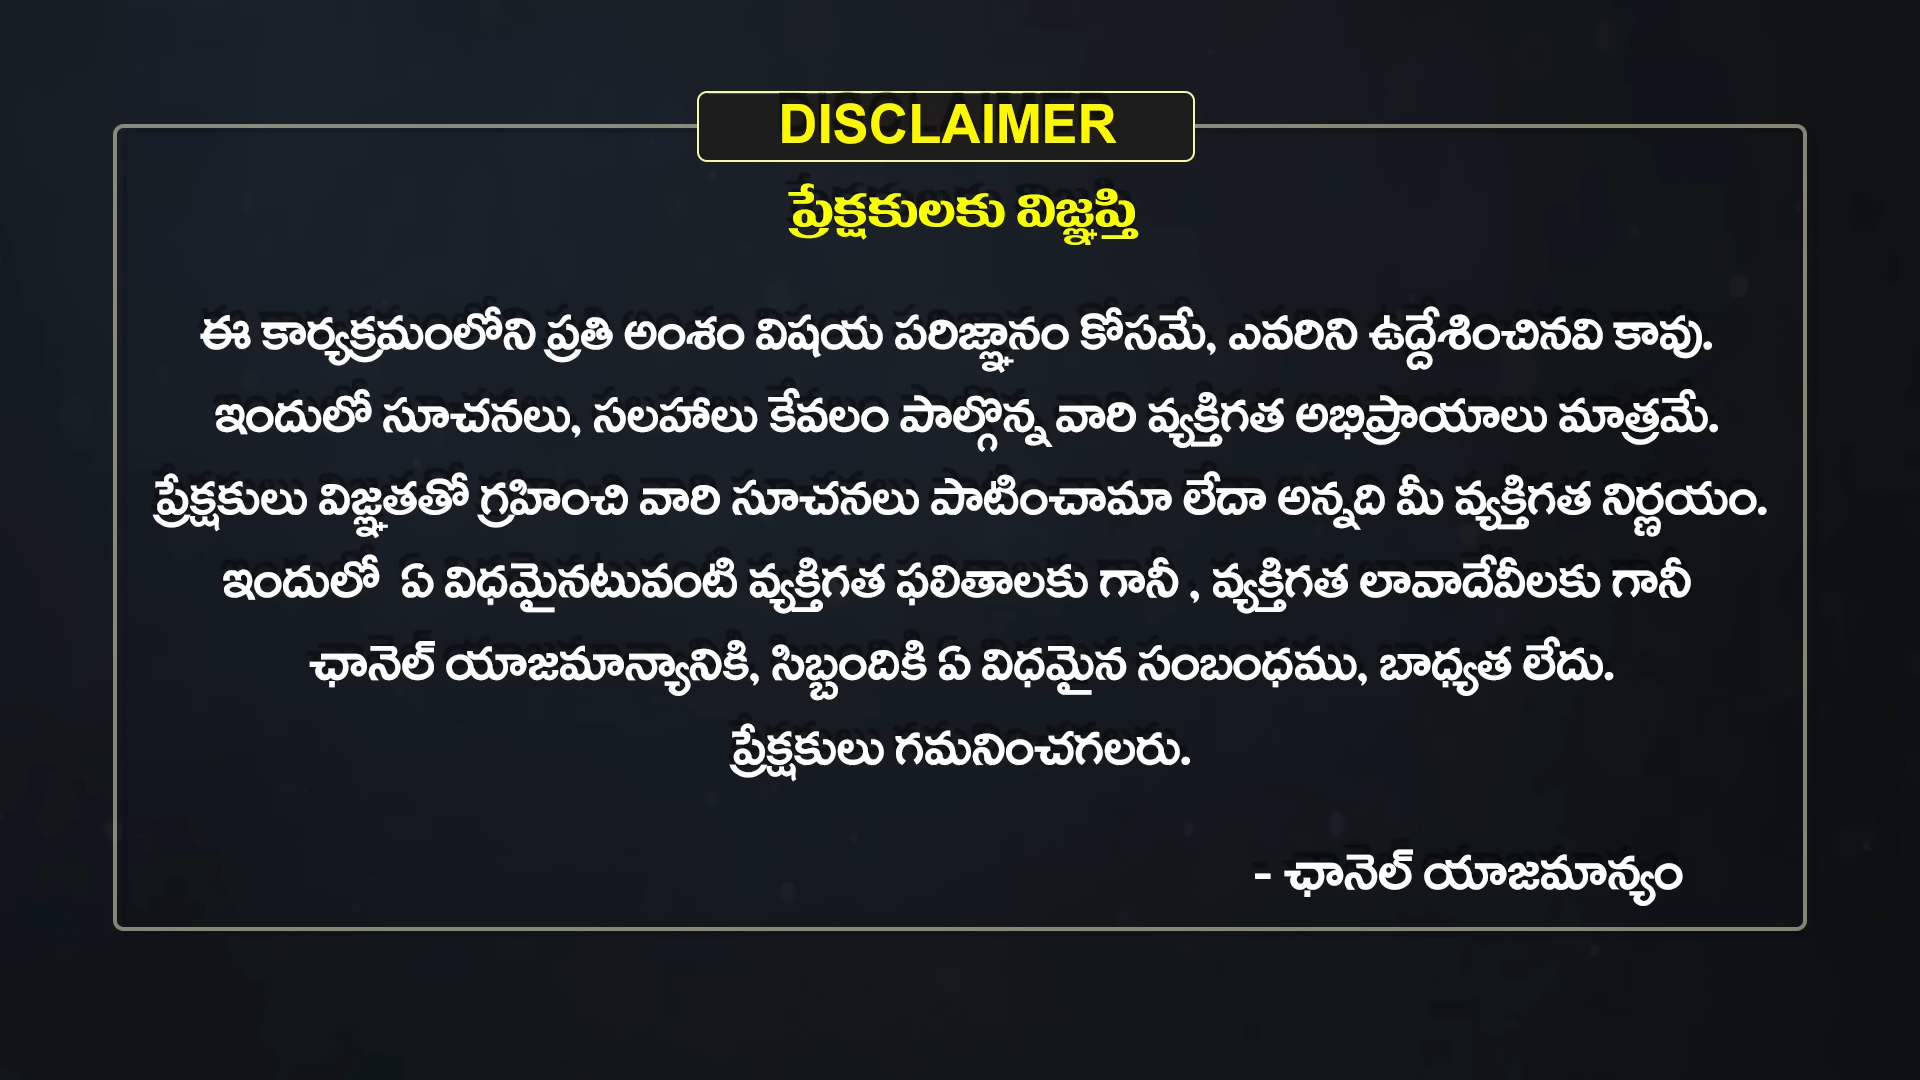 DISCLAIMER
ప్రేక్షకులకు విజ్ఞప్తి
ఈ కార్యక్రమంలోని ప్రతి అంశం విషయ పరిజ్ఞానం కోసమే, ఎవరిని ఉద్దేశించినవి కావు.
ఇందులో సూచనలు, సలహాలు కేవలం పాల్గొన్న వారి వ్యక్తిగత అభిప్రాయాలు మాత్రమే.
ప్రేక్షకులు విజ్ఞతతో గ్రహించి వారి సూచనలు పాటించామా లేదా అన్నది మీ వ్యక్తిగత నిర్ణయం.
ఇందులో ఏ విధమైనటువంటి వ్యక్తిగత ఫలితాలకు గానీ , వ్యక్తిగత లావాదేవీలకు గానీ
ఛానెల్ యాజమాన్యానికి, సిబ్బందికి ఏ విధమైన సంబంధము, బాధ్యత లేదు.
ప్రేక్షకులు గమనించగలరు.
- ఛానెల్ యాజమాన్యం